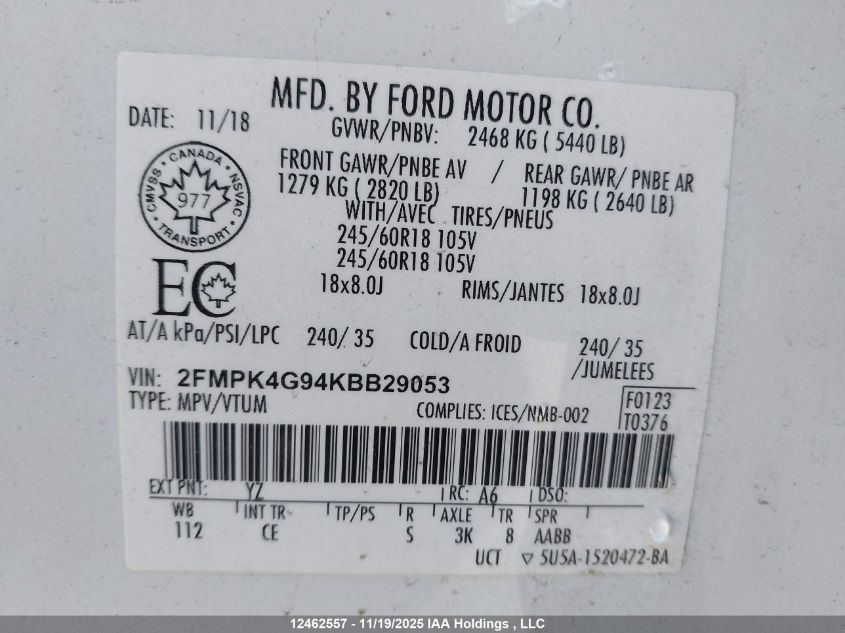 MFD. BY FORD MOTOR CO.
DATE: 11/18
GVWR/PNBV: 2468 KG ( 5440 LB)
FRONT GAWR/PNBE AV / REAR GAWR/ PNBE AR
1279 KG ( 2820 LB) 1198 KG ( 2640 LB)
WITH/AVEC TIRES/PNEUS
245/60R18 105V
245/60R18 105V
18x8.0J RIMS/JANTES 18x8.0J
CMVSS CANADA NSVAC
977
TRANSPORT
EC
AT/A kPa/PSI/LPC 240/ 35 COLD/A FROID 240/ 35
/JUMELEES
VIN: 2FMPK4G94KBB29053
TYPE: MPV/VTUM COMPLIES: ICES/NMB-002
F0123
T0376
EXT PNT: YZ RC: A6 DSO:
WB INT TR TP/PS R AXLE TR SPR
112 CE S 3K 8 AABB
UCT ▽ 5U5A-1520472-BA
12462557 - 11/19/2025 IAA Holdings , LLC